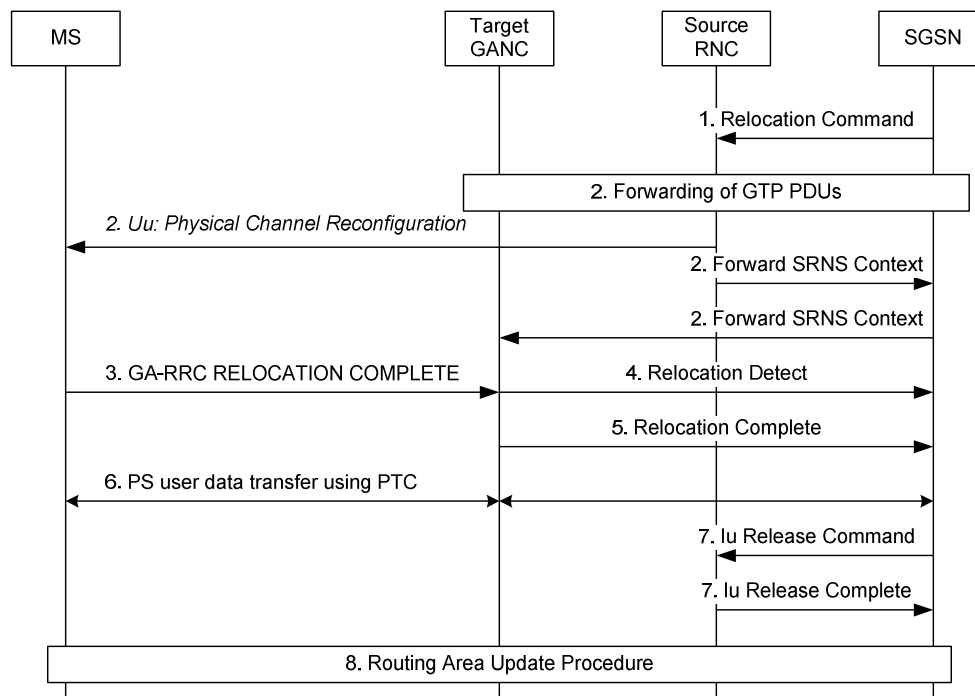 MS
Target
GANC
Source
RNC
SGSN
1. Relocation Command
2. Forwarding of GTP PDUs
2. Uu: Physical Channel Reconfiguration
2. Forward SRNS Context
2. Forward SRNS Context
3. GA-RRC RELOCATION COMPLETE
4. Relocation Detect
5. Relocation Complete
6. PS user data transfer using PTC
7. Iu Release Command
7. Iu Release Complete
8. Routing Area Update Procedure